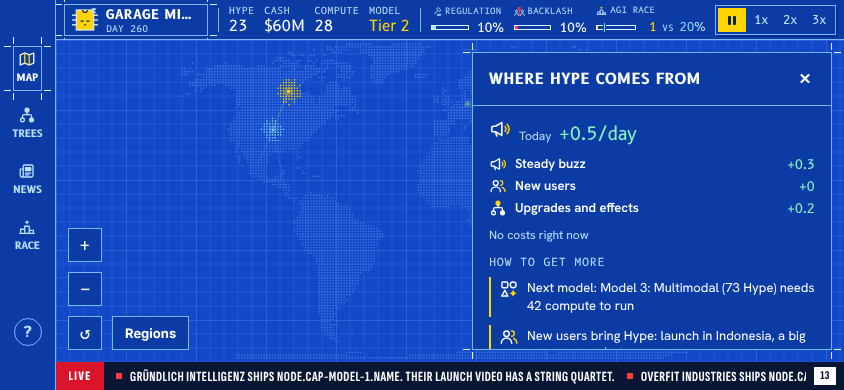 GARAGE MI...
DAY 260
HYPE
23
CASH
$60M
COMPUTE
28
MODEL
Tier 2
REGULATION
10%
BACKLASH
10%
AGI RACE
1 VS 20%
1x 2x 3x
MAP
TREES
NEWS
RACE
?
+
−
↺
Regions
WHERE HYPE COMES FROM
×
Today +0.5/day
Steady buzz +0.3
New users +0
Upgrades and effects +0.2
No costs right now
HOW TO GET MORE
Next model: Model 3: Multimodal (73 Hype) needs
42 compute to run
New users bring Hype: launch in Indonesia, a big
LIVE
GRÜNDLICH INTELLIGENZ SHIPS NODE.CAP-MODEL-1.NAME. THEIR LAUNCH VIDEO HAS A STRING QUARTET. OVERFIT INDUSTRIES SHIPS NODE.CA
13